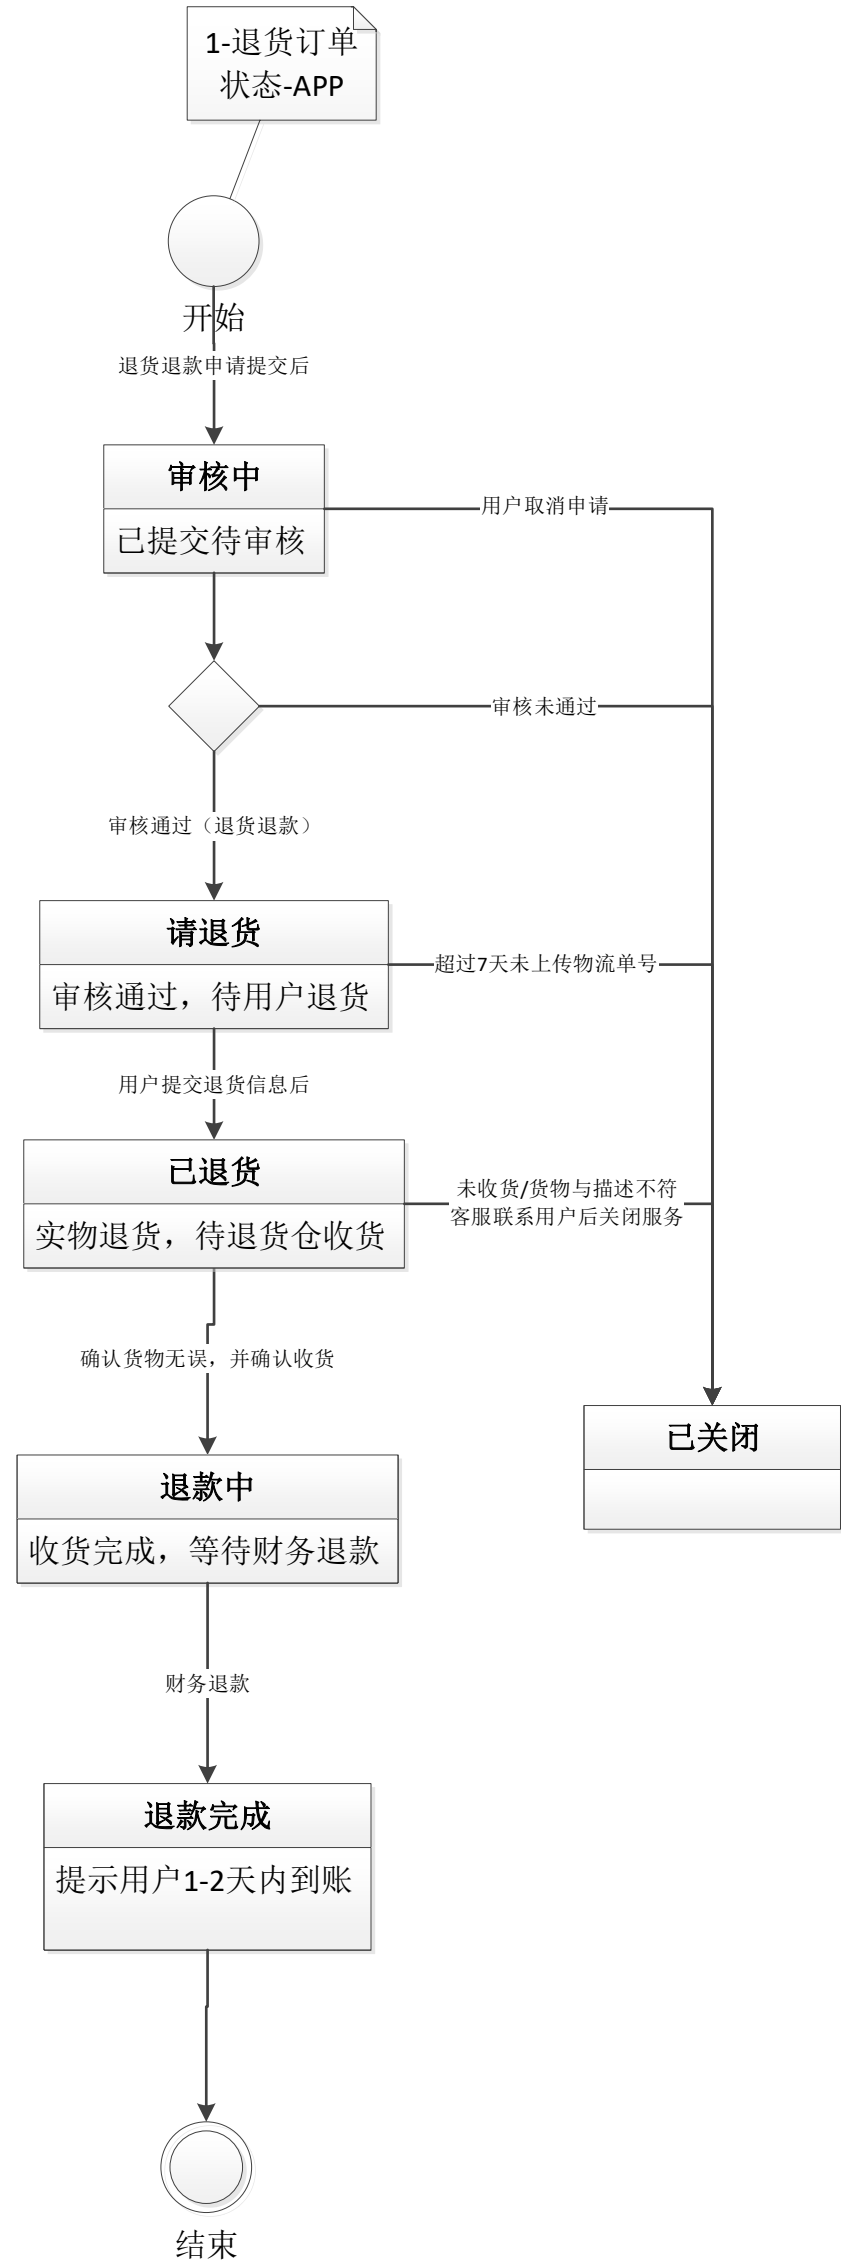 1-退货订单
状态-APP
开始
退货退款申请提交后
审核中
已提交待审核
用户取消申请
审核未通过
审核通过（退货退款）
请退货
审核通过，待用户退货
超过7天未上传物流单号
用户提交退货信息后
已退货
实物退货，待退货仓收货
未收货/货物与描述不符
客服联系用户后关闭服务
确认货物无误，并确认收货
已关闭
退款中
收货完成，等待财务退款
财务退款
退款完成
提示用户1-2天内到账
结束